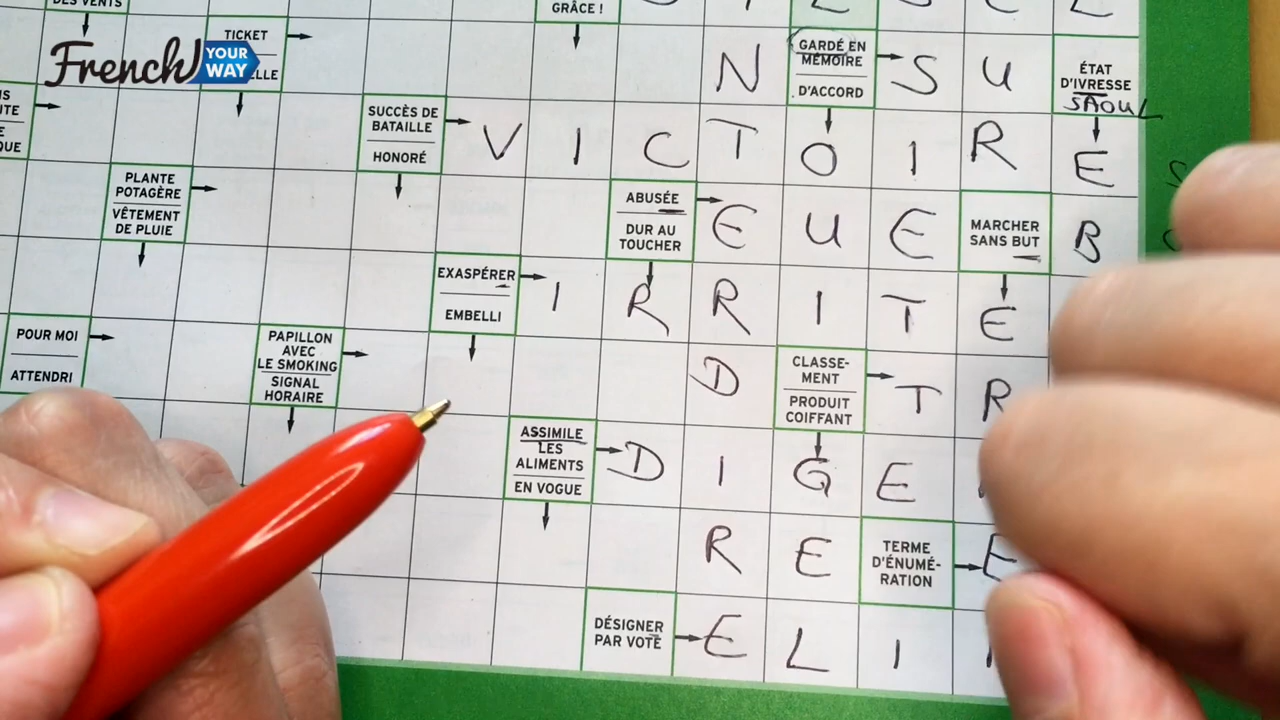 DES VENTS
GRÂCE !
L
French YOUR WAY
TICKET
ELLE
N
GARDÉ EN
MÉMOIRE
D'ACCORD
S U
ÉTAT
D'IVRESSE
SAOUL
SUCCÈS DE
BATAILLE
HONORÉ
V I C T O I R E
PLANTE
POTAGÈRE
VÊTEMENT
DE PLUIE
ABUSÉE
DUR AU
TOUCHER
E U E
MARCHER
SANS BUT
B
EXASPÉRER
EMBELLI
I R R I T E
POUR MOI
ATTENDRI
PAPILLON
AVEC
LE SMOKING
SIGNAL
HORAIRE
D
CLASSE-
MENT
PRODUIT
COIFFANT
T R
ASSIMILE
LES
ALIMENTS
EN VOGUE
D I G E
R E
TERME
D'ÉNUMÉ-
RATION
E
DÉSIGNER
PAR VOTE
E L I